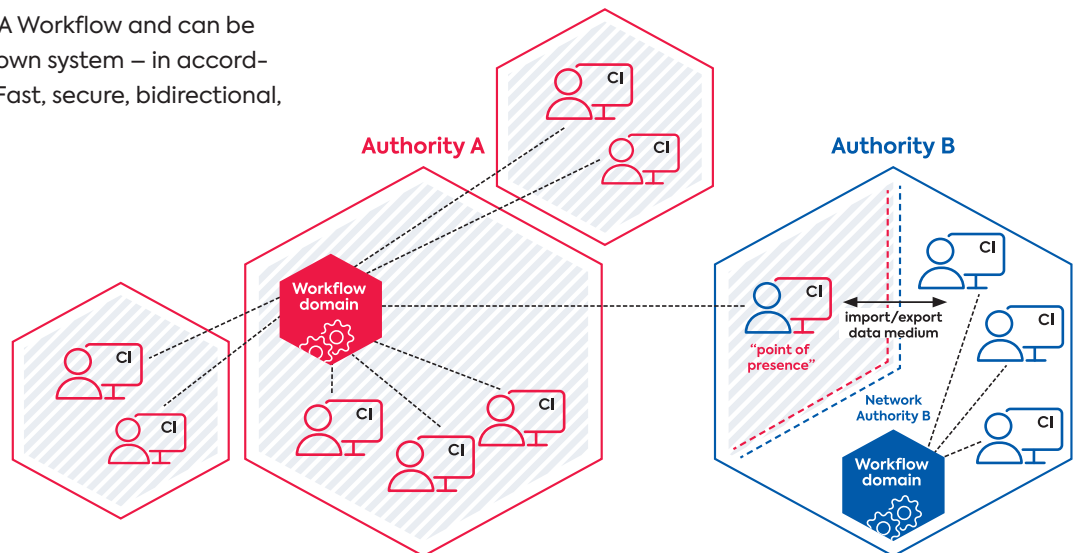 A Workflow and can be
own system – in accord-
Fast, secure, bidirectional,
CI
CI
Authority A
Authority B
CI
Workflow
domain
CI
import/export
data medium
"point of
presence"
CI
CI
CI
CI
CI
CI
CI
Network
Authority B
CI
Workflow
domain